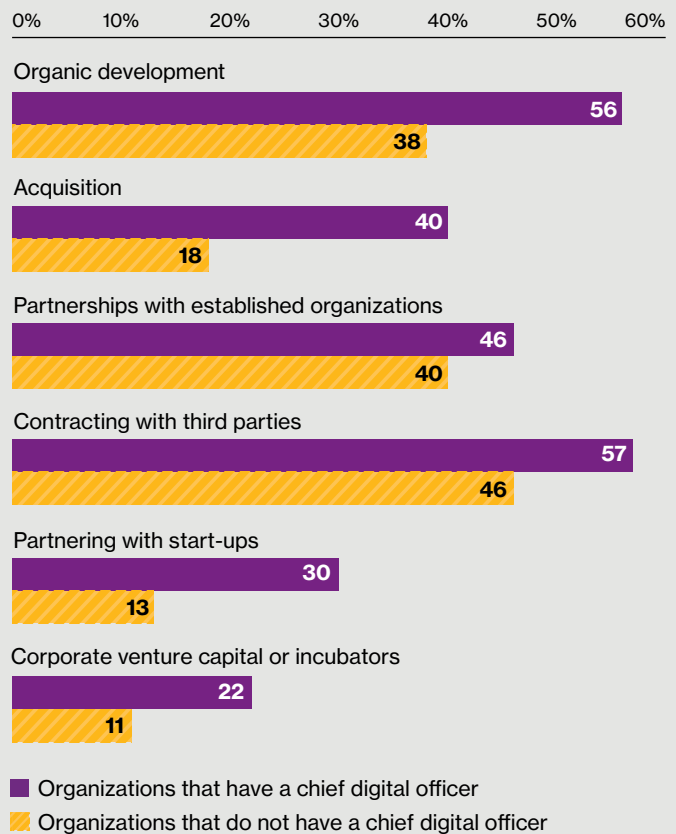 0% 10% 20% 30% 40% 50% 60%
Organic development
56
38
Acquisition
40
18
Partnerships with established organizations
46
40
Contracting with third parties
57
46
Partnering with start-ups
30
13
Corporate venture capital or incubators
22
11
Organizations that have a chief digital officer
Organizations that do not have a chief digital officer